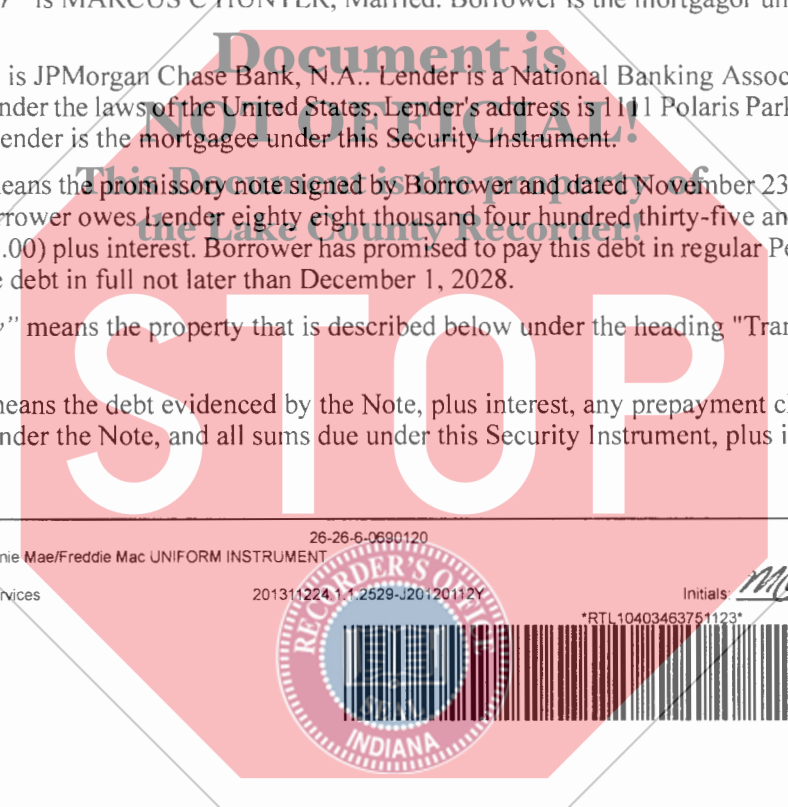 is MARCUS C HUNTER, Married. Borrower is the mortgagor un
Document is
is JPMorgan Chase Bank, N.A.. Lender is a National Banking Assoc
nder the laws of the United States. Lender's address is 1111 Polaris Park
NOT OFFICIAL!
ender is the mortgagee under this Security Instrument.
This Document is the property of
eans the promissory note signed by Borrower and dated November 23
rrower owes Lender eighty eight thousand four hundred thirty-five an
the Lake County Recorder!
.00) plus interest. Borrower has promised to pay this debt in regular Pe
e debt in full not later than December 1, 2028.
y” means the property that is described below under the heading "Tran
STOP
neans the debt evidenced by the Note, plus interest, any prepayment c
nder the Note, and all sums due under this Security Instrument, plus i
26-26-6-0690120
nie Mae/Freddie Mac UNIFORM INSTRUMENT
rvices 201311224.1.1.2529-J20120112Y Initials:
*RTL10403463751123*
RECORDER'S OFFICE
SEAL
INDIANA